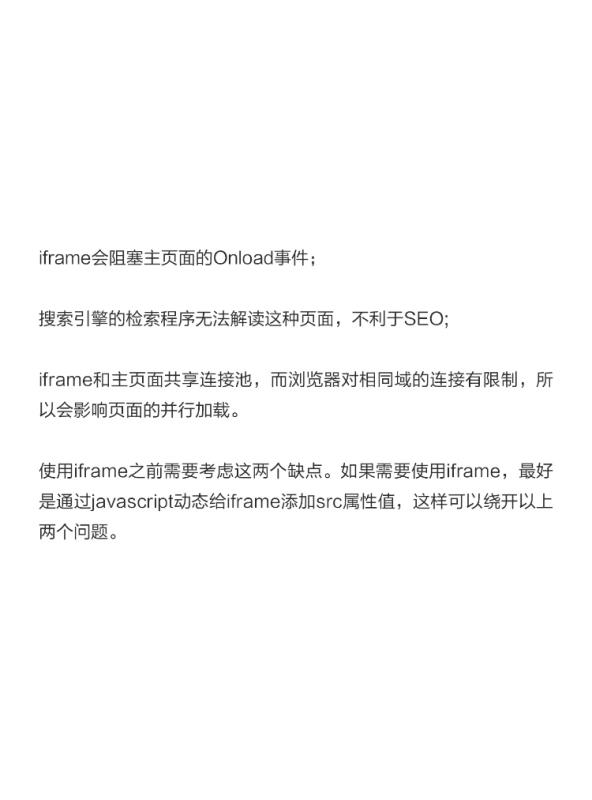 iframe会阻塞主页面的Onload事件；
搜索引擎的检索程序无法解读这种页面，不利于SEO;
iframe和主页面共享连接池，而浏览器对相同域的连接有限制，所
以会影响页面的并行加载。
使用iframe之前需要考虑这两个缺点。如果需要使用iframe，最好
是通过javascript动态给iframe添加src属性值，这样可以绕开以上
两个问题。